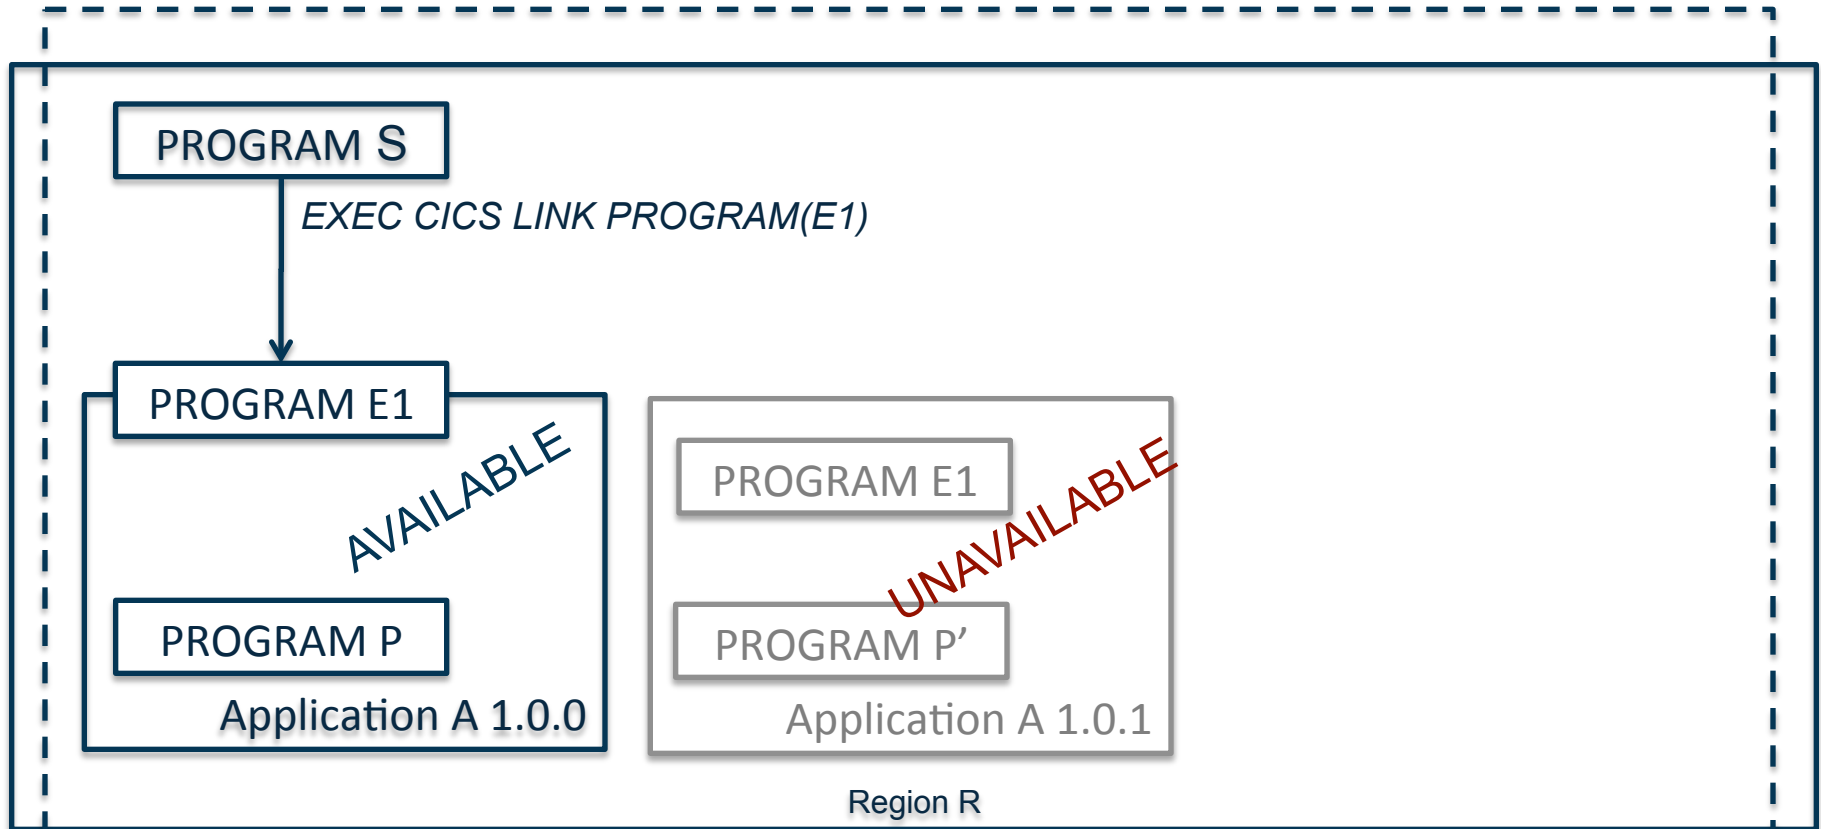 PROGRAM S
EXEC CICS LINK PROGRAM(E1)
PROGRAM E1
AVAILABLE
PROGRAM P
Application A 1.0.0
PROGRAM E1
UNAVAILABLE
PROGRAM P’
Application A 1.0.1
Region R